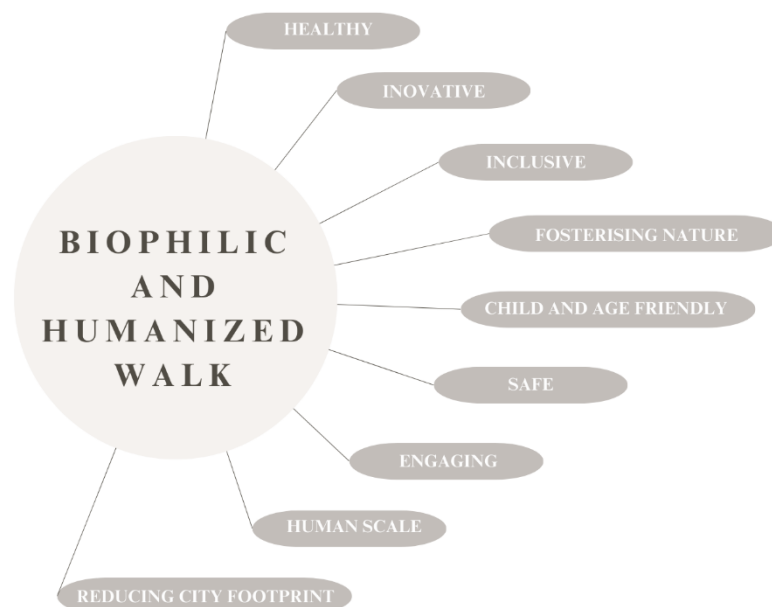 HEALTHY
INOVATIVE
INCLUSIVE
FOSTERISING NATURE
CHILD AND AGE FRIENDLY
SAFE
ENGAGING
HUMAN SCALE
REDUCING CITY FOOTPRINT
BIOPHILIC
AND
HUMANIZED
WALK